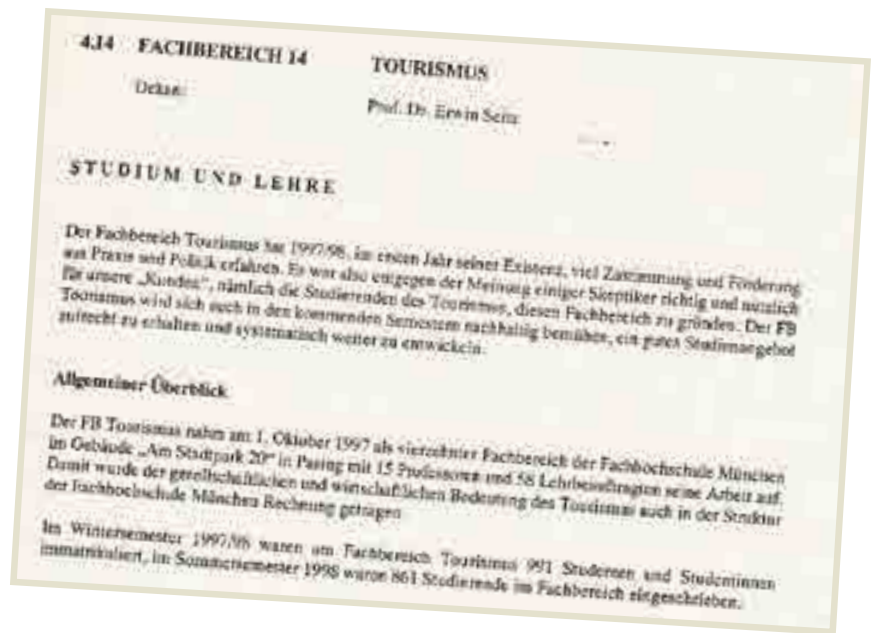 4.14 FACHBEREICH 14 TOURISMUS
Dekan: Prof. Dr. Erwin Seitz
STUDIUM UND LEHRE
Der Fachbereich Tourismus hat 1997/98, im ersten Jahr seiner Existenz, viel Zustimmung und Förderung
aus Praxis und Politik erfahren. Es war also entgegen der Meinung einiger Skeptiker richtig und nützlich
für unsere „Kunden", nämlich die Studierenden des Tourismus, diesen Fachbereich zu gründen. Der FB
Tourismus wird sich auch in den kommenden Semestern nachhaltig bemühen, ein gutes Studienangebot
aufrecht zu erhalten und systematisch weiter zu entwickeln.
Allgemeiner Überblick
Der FB Tourismus nahm am 1. Oktober 1997 als vierzehnter Fachbereich der Fachhochschule München
im Gebäude „Am Stadtpark 20" in Pasing mit 15 Professoren und 58 Lehrbeauftragten seine Arbeit auf.
Damit wurde der gesellschaftlichen und wirtschaftlichen Bedeutung des Tourismus auch in der Struktur
der Fachhochschule München Rechnung getragen.
Im Wintersemester 1997/98 waren am Fachbereich Tourismus 991 Studenten und Studentinnen
immatrikuliert, im Sommersemester 1998 waren 861 Studierende im Fachbereich eingeschrieben.